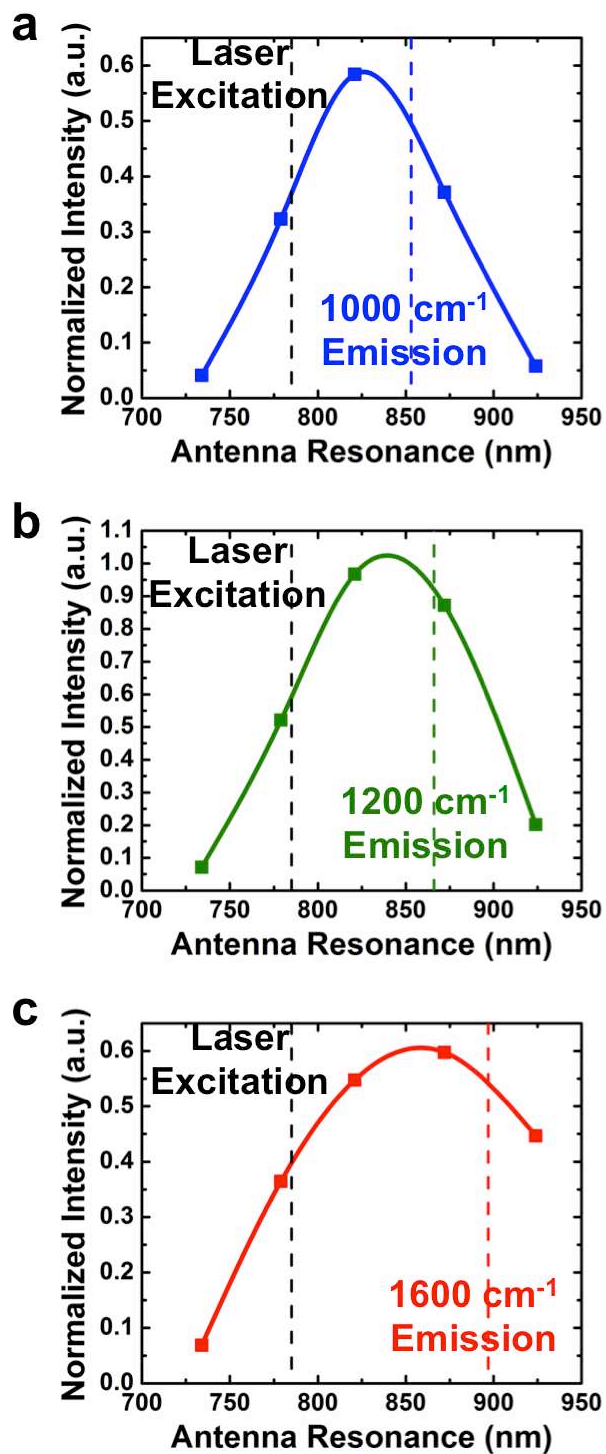 a
Normalized Intensity (a.u.)
0.6
0.5
0.4
0.3
0.2
0.1
0.0
Laser
Excitation
1000 cm⁻¹
Emission
700 750 800 850 900 950
Antenna Resonance (nm)
b
Normalized Intensity (a.u.)
1.1
1.0
0.9
0.8
0.7
0.6
0.5
0.4
0.3
0.2
0.1
0.0
Laser
Excitation
1200 cm⁻¹
Emission
700 750 800 850 900 950
Antenna Resonance (nm)
c
Normalized Intensity (a.u.)
0.6
0.5
0.4
0.3
0.2
0.1
0.0
Laser
Excitation
1600 cm⁻¹
Emission
700 750 800 850 900 950
Antenna Resonance (nm)